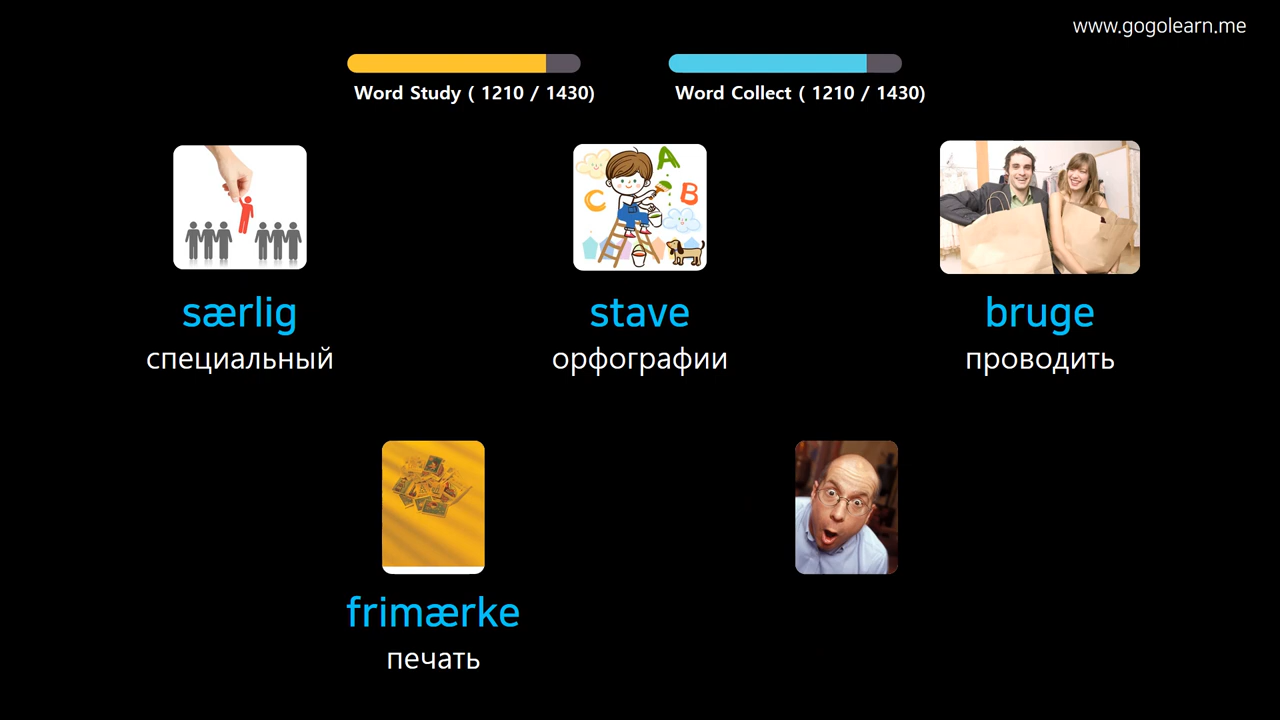 www.gogolearn.me
Word Study ( 1210 / 1430)
Word Collect ( 1210 / 1430)
A
C
B
særlig
специальный
stave
орфографии
bruge
проводить
frimærke
печать